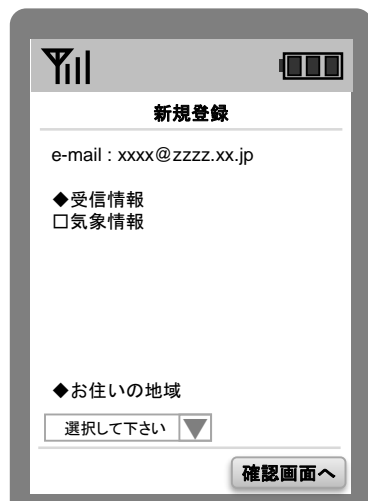 新規登録
e-mail : xxxx@zzzz.xx.jp
◆受信情報
□気象情報
◆お住いの地域
選択して下さい
確認画面へ